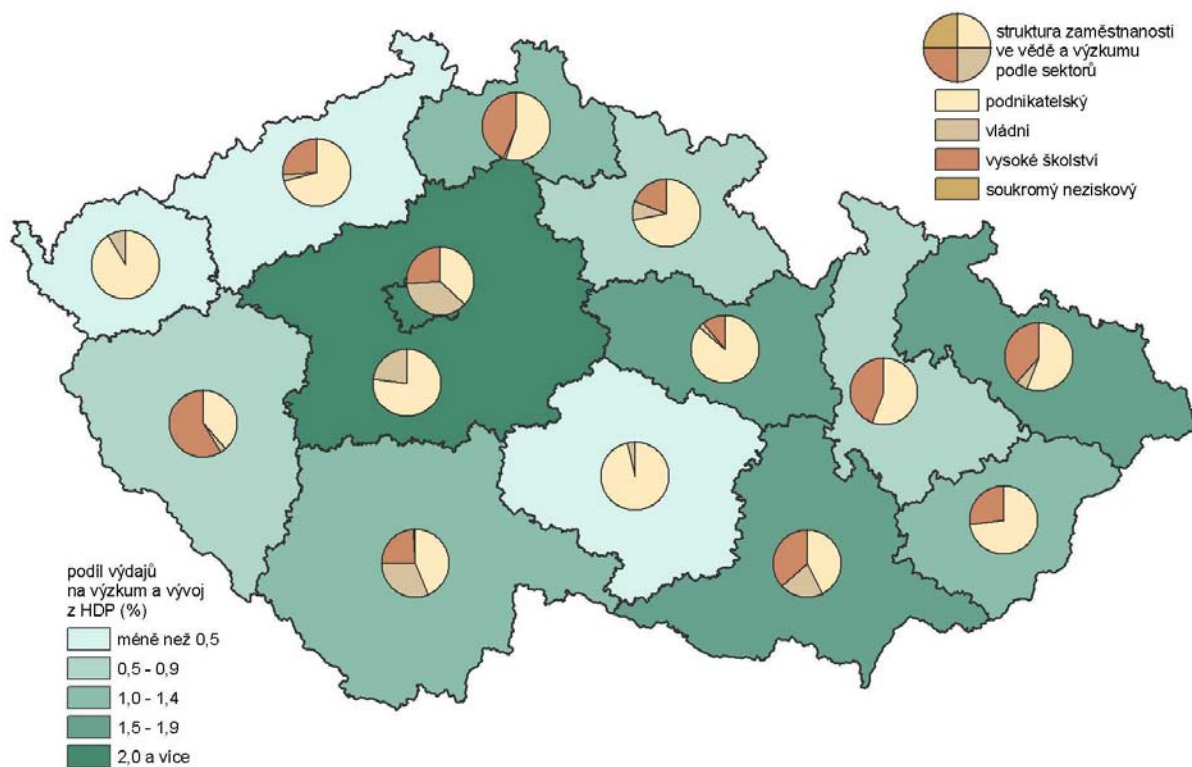 struktura zaměstnanosti
ve vědě a výzkumu
podle sektorů
podnikatelský
vládní
vysoké školství
soukromý neziskový
podíl výdajů
na výzkum a vývoj
z HDP (%)
méně než 0,5
0,5 - 0,9
1,0 - 1,4
1,5 - 1,9
2,0 a více